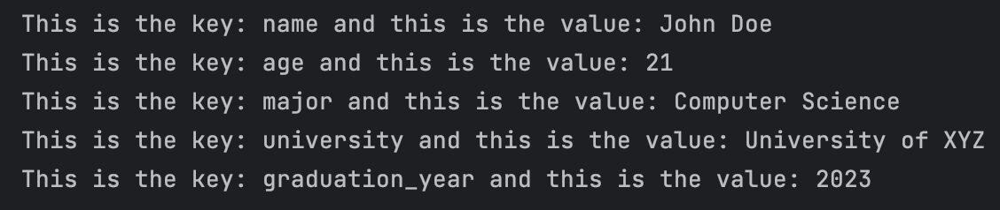 This is the key: name and this is the value: John Doe
This is the key: age and this is the value: 21
This is the key: major and this is the value: Computer Science
This is the key: university and this is the value: University of XYZ
This is the key: graduation_year and this is the value: 2023